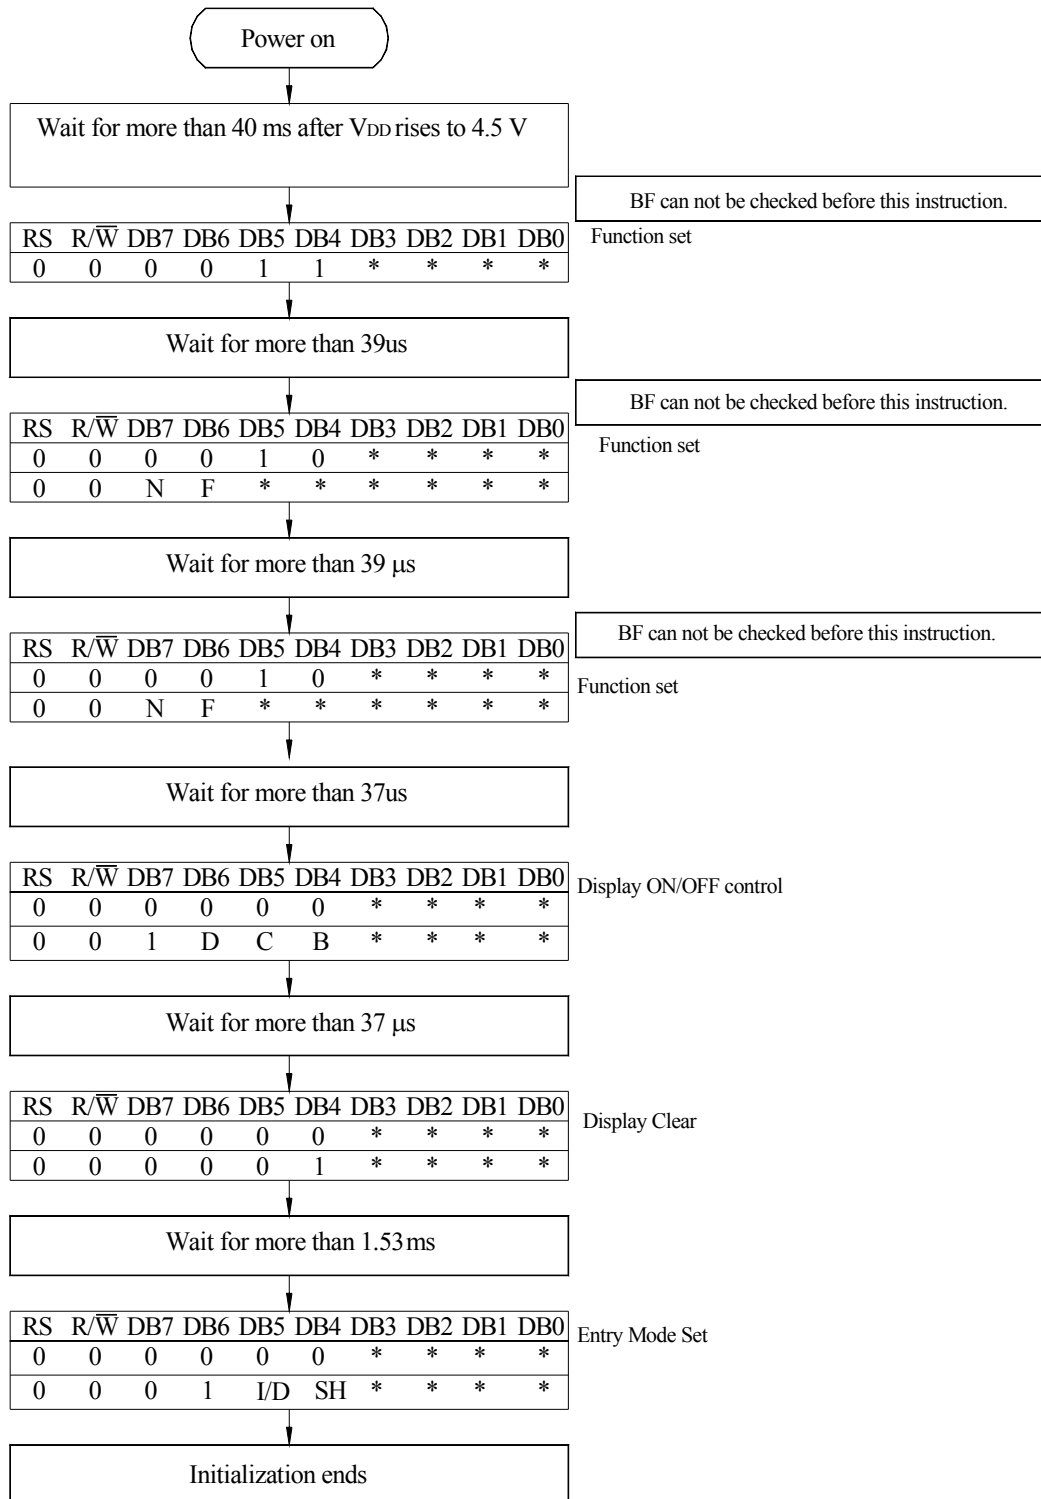 Power on
Wait for more than 40 ms after VDD rises to 4.5 V
BF can not be checked before this instruction.
RS R/W̅ DB7 DB6 DB5 DB4 DB3 DB2 DB1 DB0
Function set
0 0 0 0 1 1 * * * *
Wait for more than 39us
BF can not be checked before this instruction.
RS R/W̅ DB7 DB6 DB5 DB4 DB3 DB2 DB1 DB0
Function set
0 0 0 0 1 0 * * * *
0 0 N F * * * * * *
Wait for more than 39 μs
BF can not be checked before this instruction.
RS R/W̅ DB7 DB6 DB5 DB4 DB3 DB2 DB1 DB0
0 0 0 0 1 0 * * * *
Function set
0 0 N F * * * * * *
Wait for more than 37us
RS R/W̅ DB7 DB6 DB5 DB4 DB3 DB2 DB1 DB0
Display ON/OFF control
0 0 0 0 0 0 * * * *
0 0 1 D C B * * * *
Wait for more than 37 μs
RS R/W̅ DB7 DB6 DB5 DB4 DB3 DB2 DB1 DB0
Display Clear
0 0 0 0 0 0 * * * *
0 0 0 0 0 1 * * * *
Wait for more than 1.53ms
RS R/W̅ DB7 DB6 DB5 DB4 DB3 DB2 DB1 DB0
Entry Mode Set
0 0 0 0 0 0 * * * *
0 0 0 1 I/D SH * * * *
Initialization ends